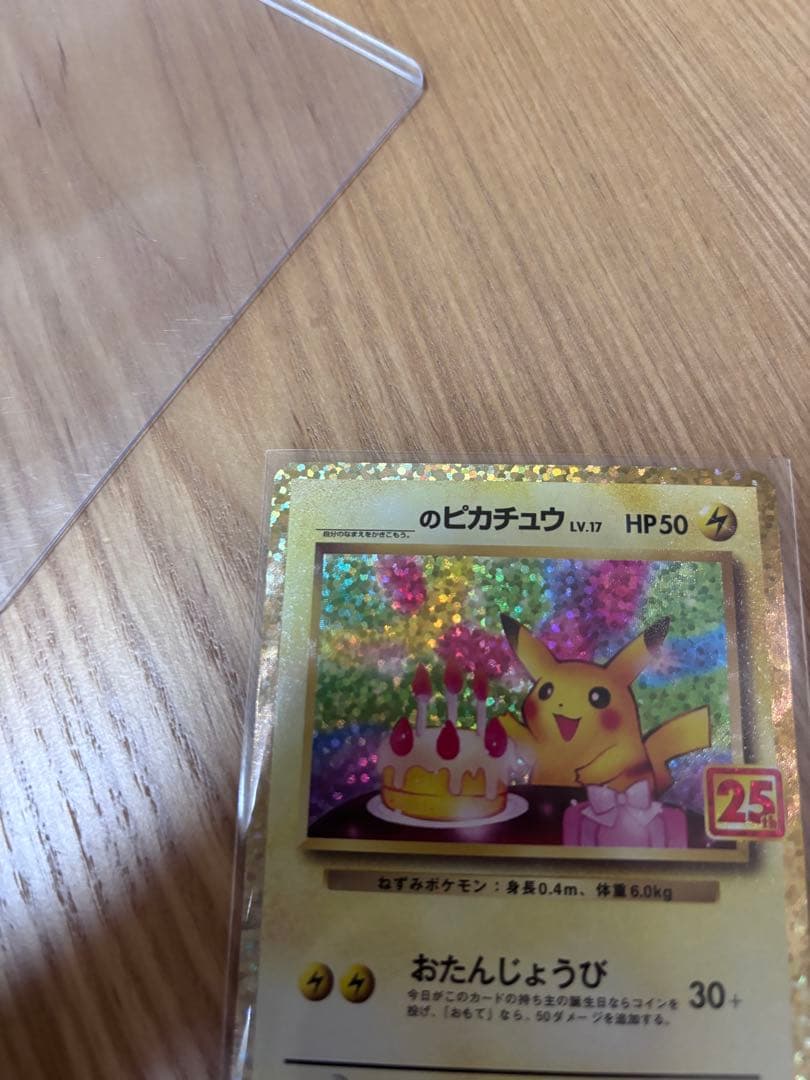 のピカチュウ LV.17 HP50
自分のなまえをかきこもう。
25th
ねずみポケモン：身長0.4m、体重6.0kg
おたんじょうび 30+
今日がこのカードの持ち主の誕生日ならコインを
投げ、「おもて」なら、50ダメージを追加する。